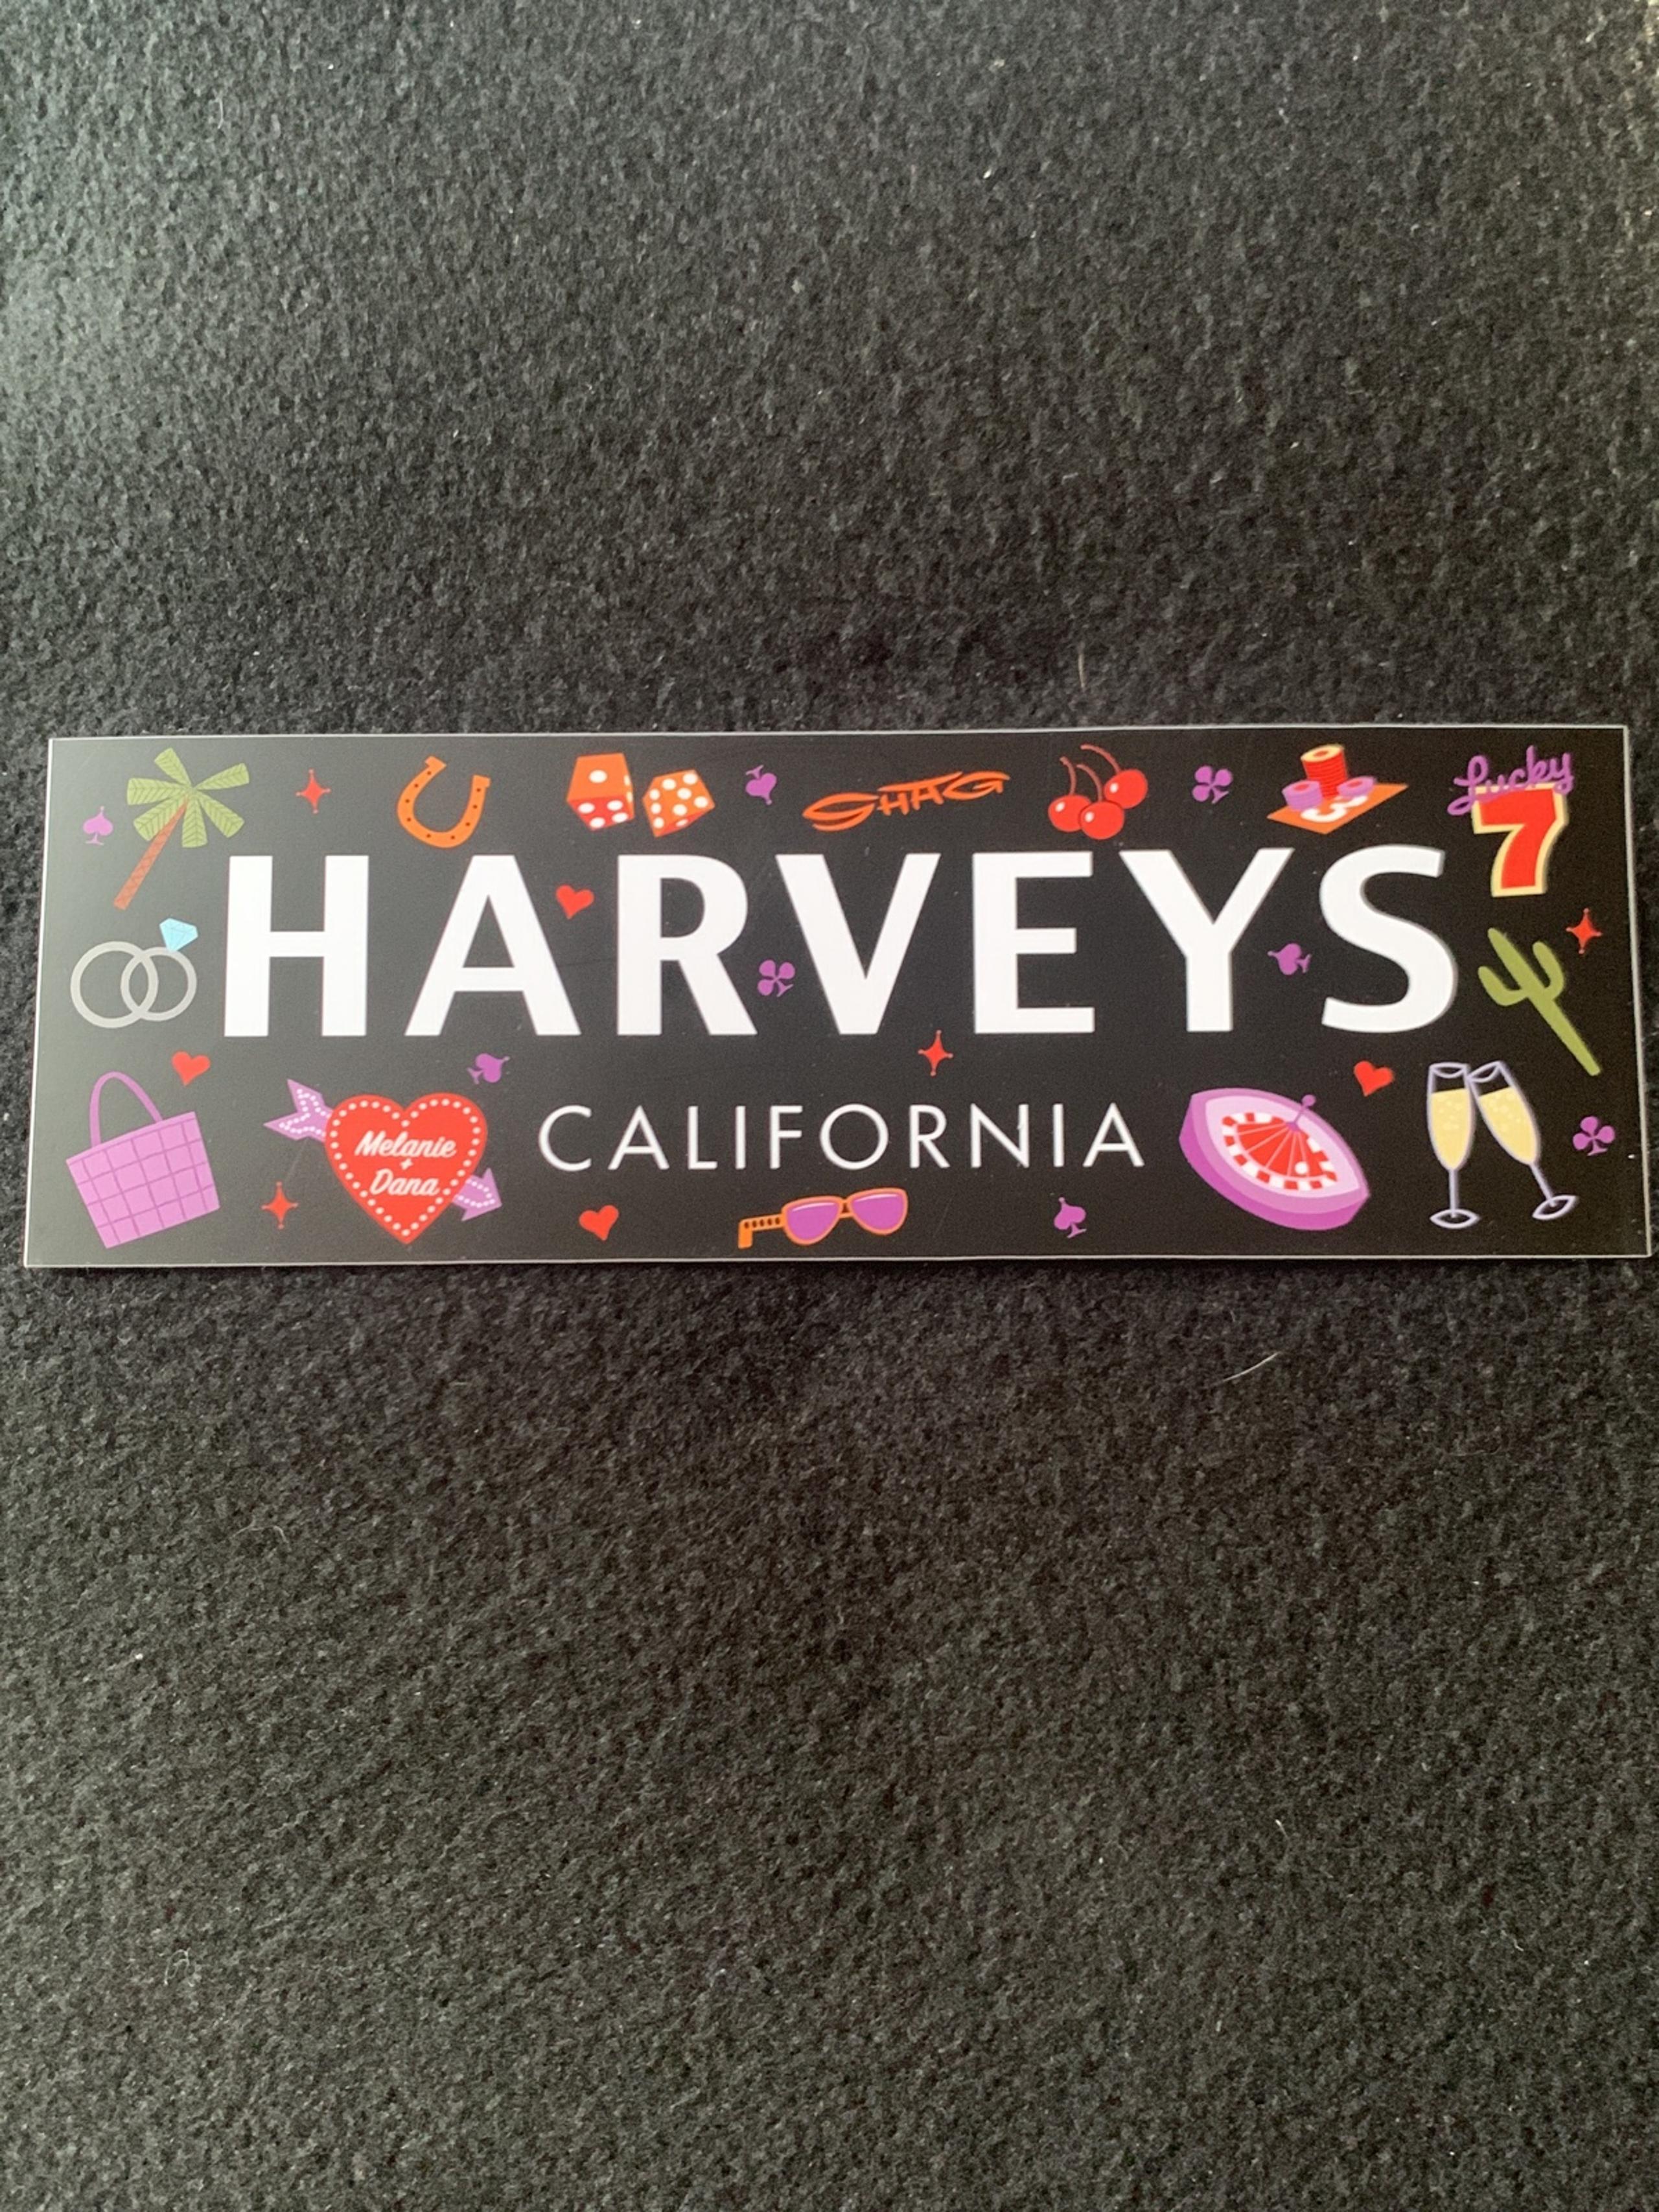 SHAG
Lucky
7
HARVEYS
CALIFORNIA
Melanie
+
Dana